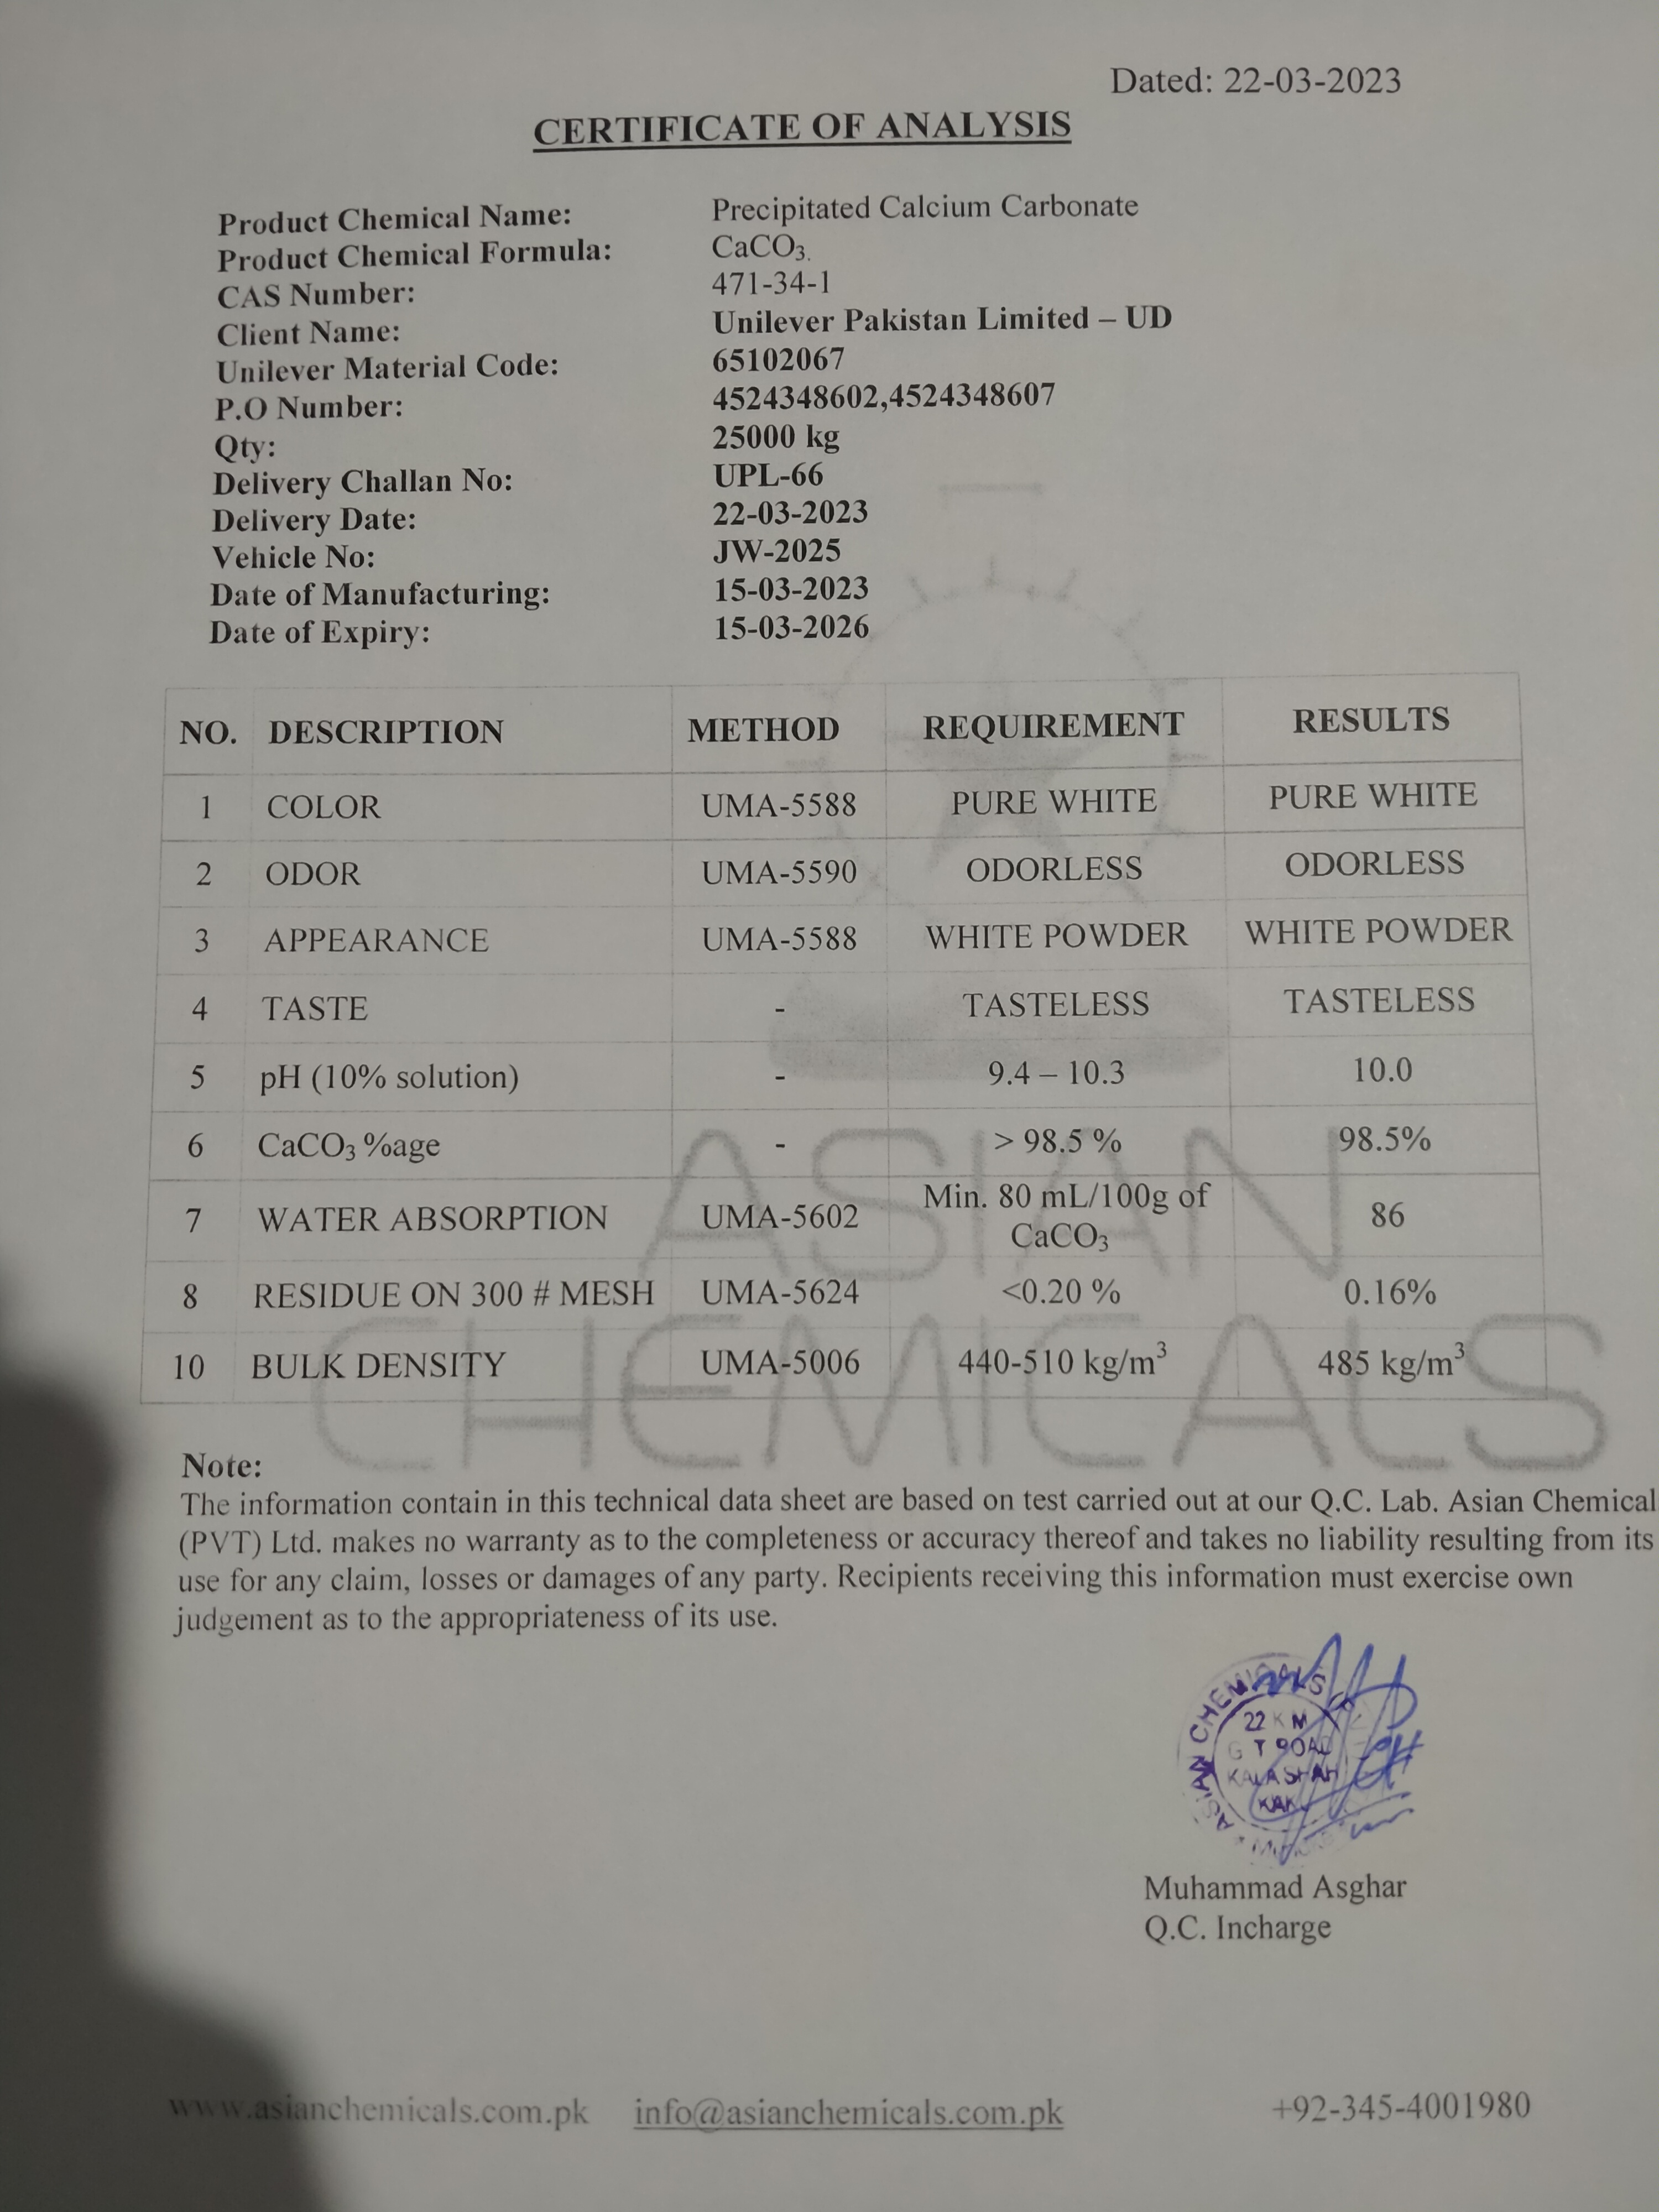 Dated: 22-03-2023
CERTIFICATE OF ANALYSIS
Product Chemical Name: Precipitated Calcium Carbonate
Product Chemical Formula: CaCO₃.
CAS Number: 471-34-1
Client Name: Unilever Pakistan Limited – UD
Unilever Material Code: 65102067
P.O Number: 4524348602,4524348607
Qty: 25000 kg
Delivery Challan No: UPL-66
Delivery Date: 22-03-2023
Vehicle No: JW-2025
Date of Manufacturing: 15-03-2023
Date of Expiry: 15-03-2026
NO. DESCRIPTION METHOD REQUIREMENT RESULTS
1 COLOR UMA-5588 PURE WHITE PURE WHITE
2 ODOR UMA-5590 ODORLESS ODORLESS
3 APPEARANCE UMA-5588 WHITE POWDER WHITE POWDER
4 TASTE - TASTELESS TASTELESS
5 pH (10% solution) - 9.4 – 10.3 10.0
6 CaCO₃ %age - > 98.5 % 98.5%
7 WATER ABSORPTION UMA-5602 Min. 80 mL/100g of CaCO₃ 86
8 RESIDUE ON 300 # MESH UMA-5624 <0.20 % 0.16%
10 BULK DENSITY UMA-5006 440-510 kg/m³ 485 kg/m³
ASIAN
CHEMICALS
Note:
The information contain in this technical data sheet are based on test carried out at our Q.C. Lab. Asian Chemical
(PVT) Ltd. makes no warranty as to the completeness or accuracy thereof and takes no liability resulting from its
use for any claim, losses or damages of any party. Recipients receiving this information must exercise own
judgement as to the appropriateness of its use.
ASIAN CHEMICALS
22 KM
G T ROAD
KALA SHAH
Muhammad Asghar
Q.C. Incharge
www.asianchemicals.com.pk info@asianchemicals.com.pk +92-345-4001980